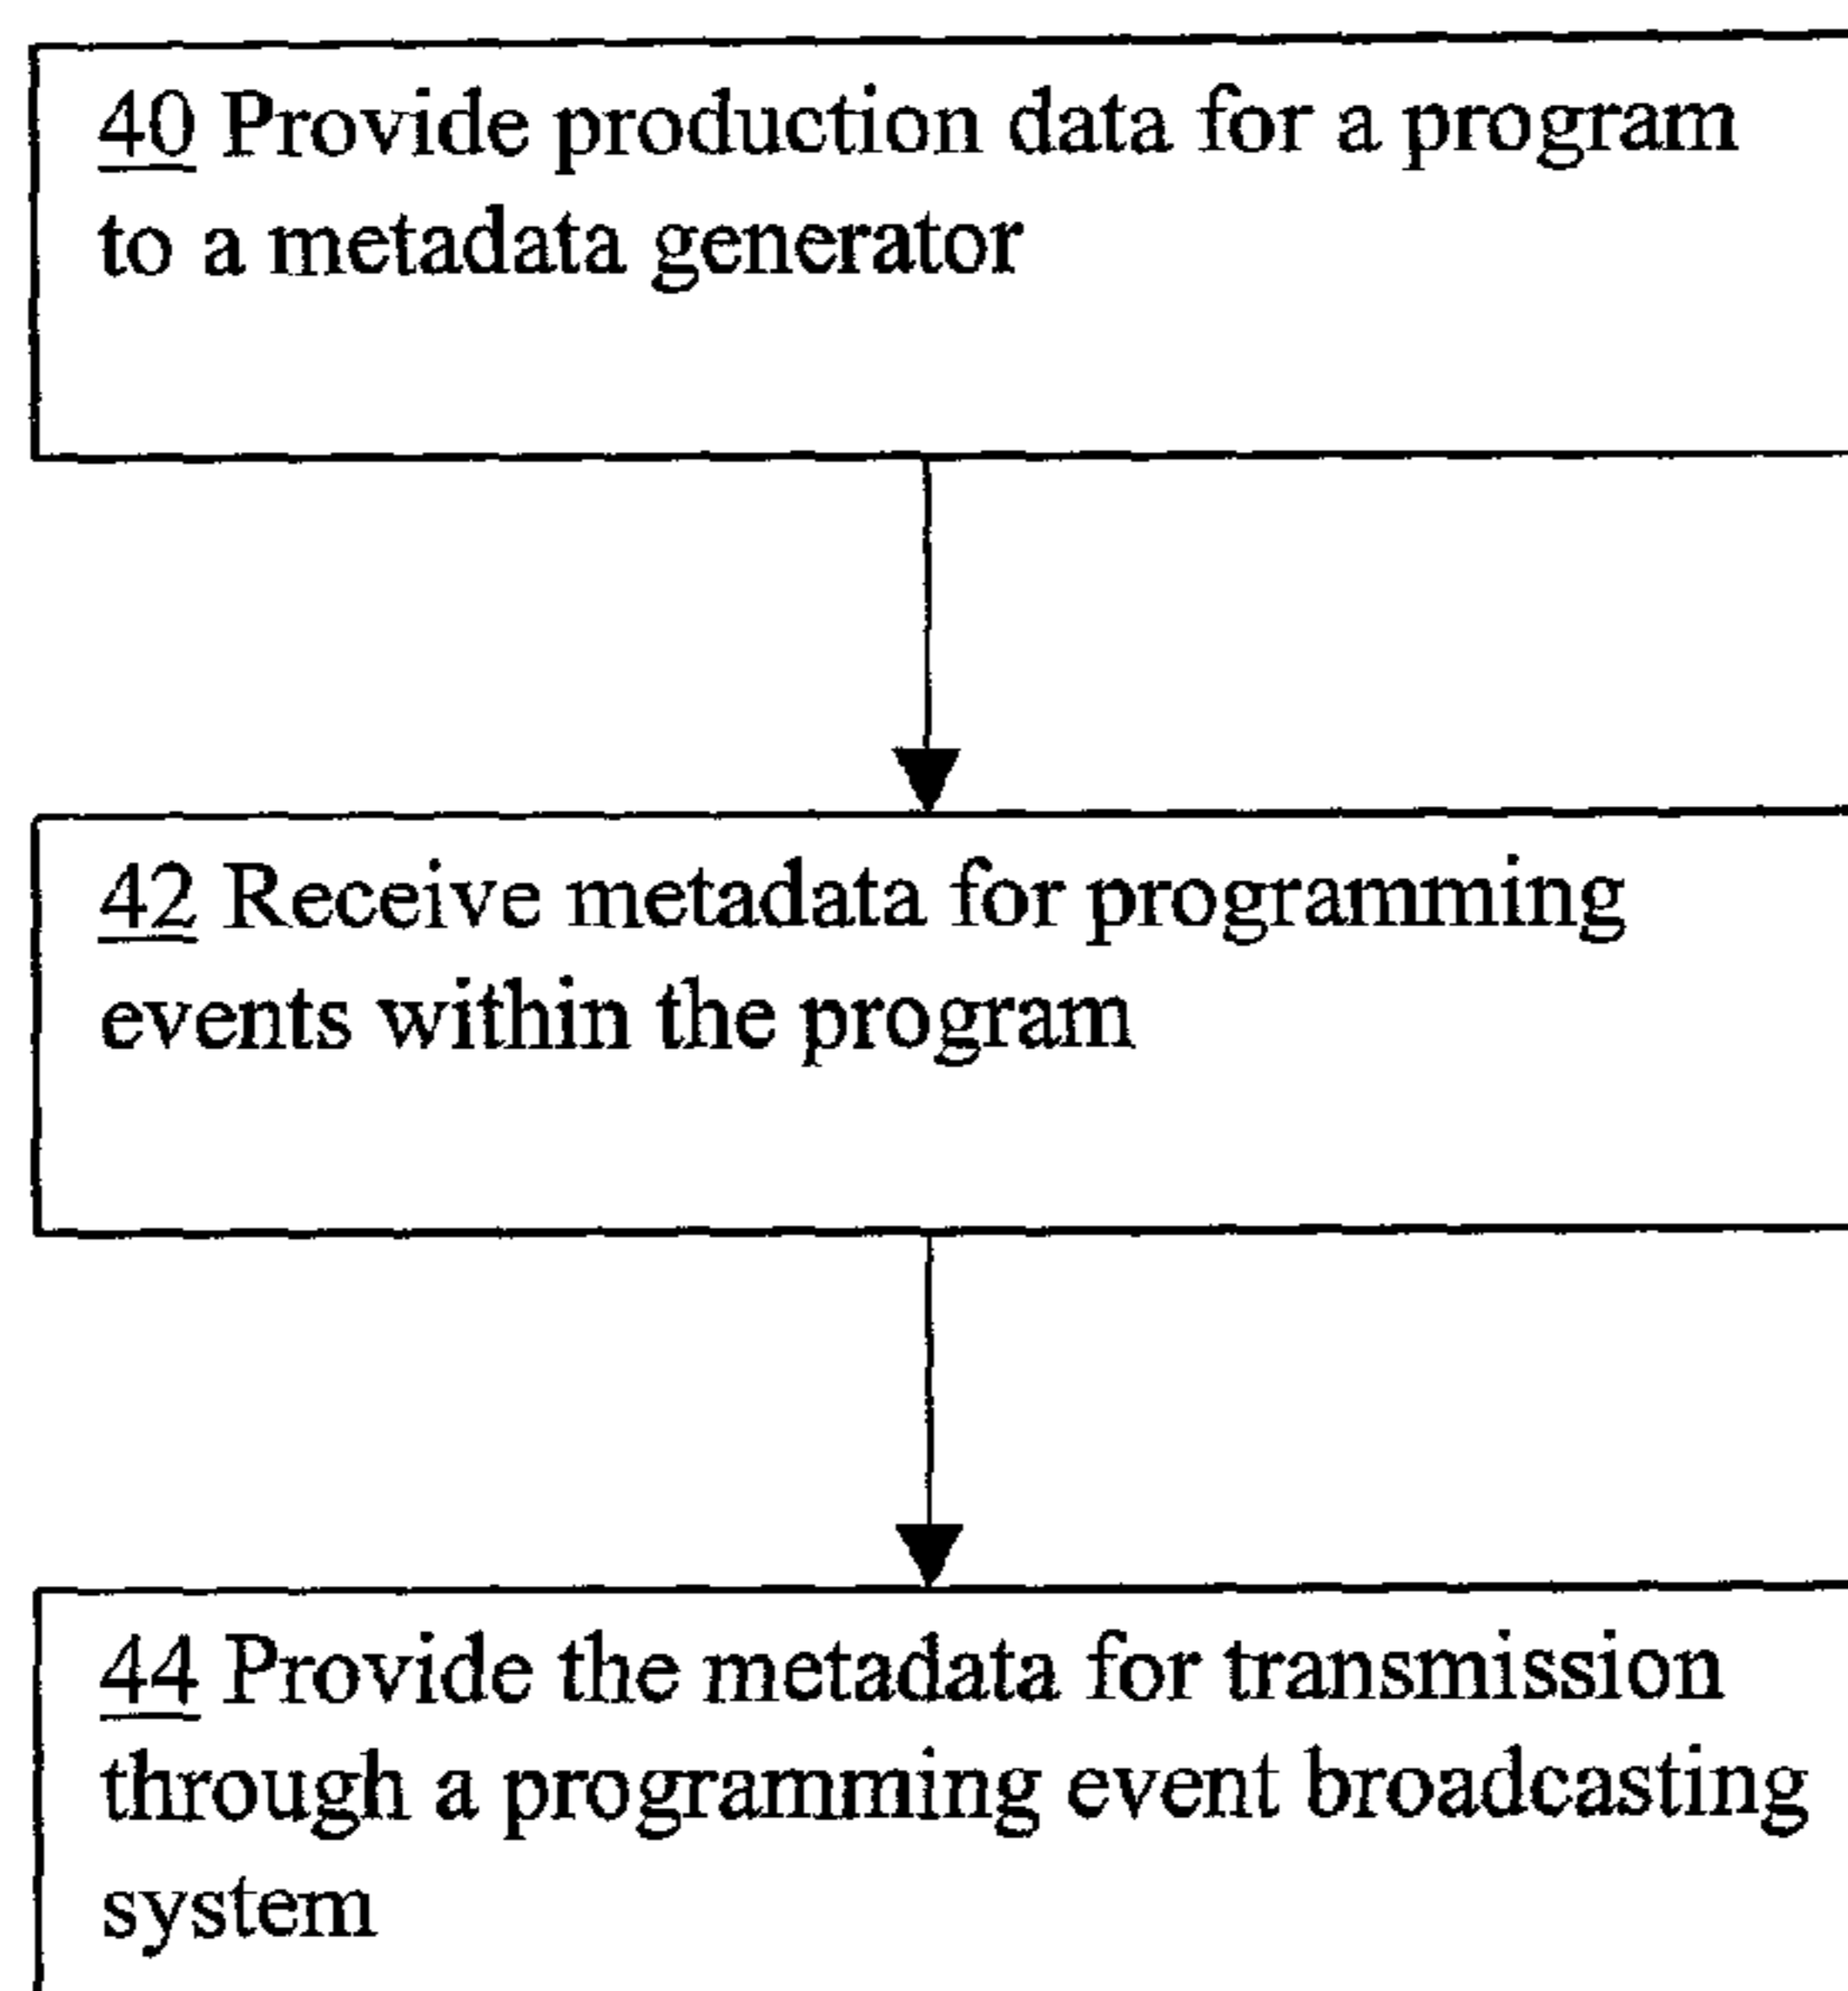 40 Provide production data for a program
to a metadata generator
42 Receive metadata for programming
events within the program
44 Provide the metadata for transmission
through a programming event broadcasting
system